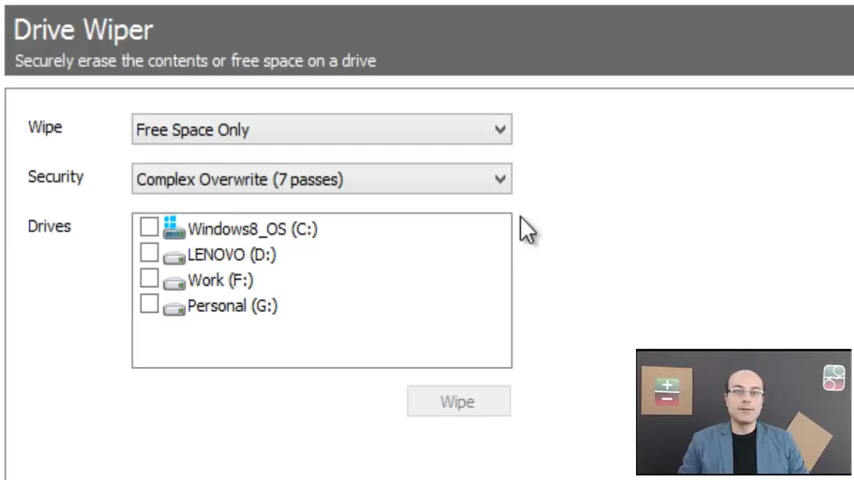 Drive Wiper
Securely erase the contents or free space on a drive
Wipe
Free Space Only
Security
Complex Overwrite (7 passes)
Drives
Windows8_OS (C:)
LENOVO (D:)
Work (F:)
Personal (G:)
Wipe